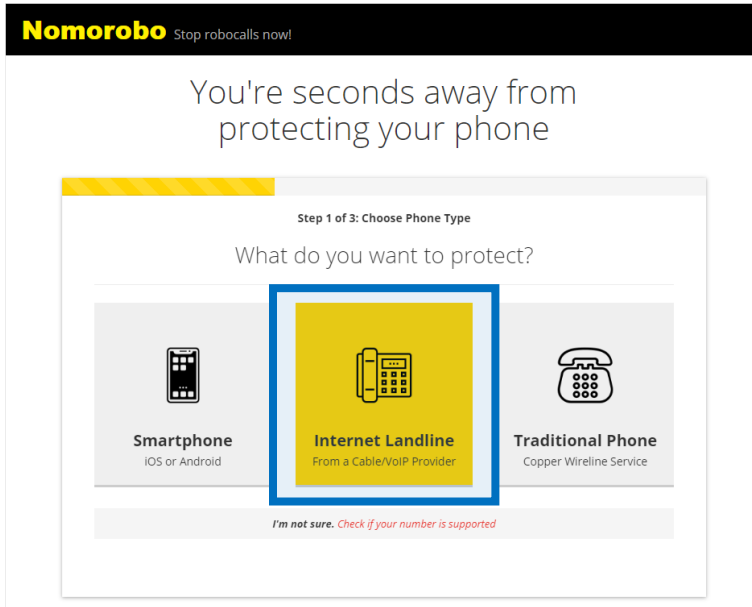 Nomorobo Stop robocalls now!
You're seconds away from
protecting your phone
Step 1 of 3: Choose Phone Type
What do you want to protect?
Smartphone
iOS or Android
Internet Landline
From a Cable/VoIP Provider
Traditional Phone
Copper Wireline Service
I'm not sure. Check if your number is supported